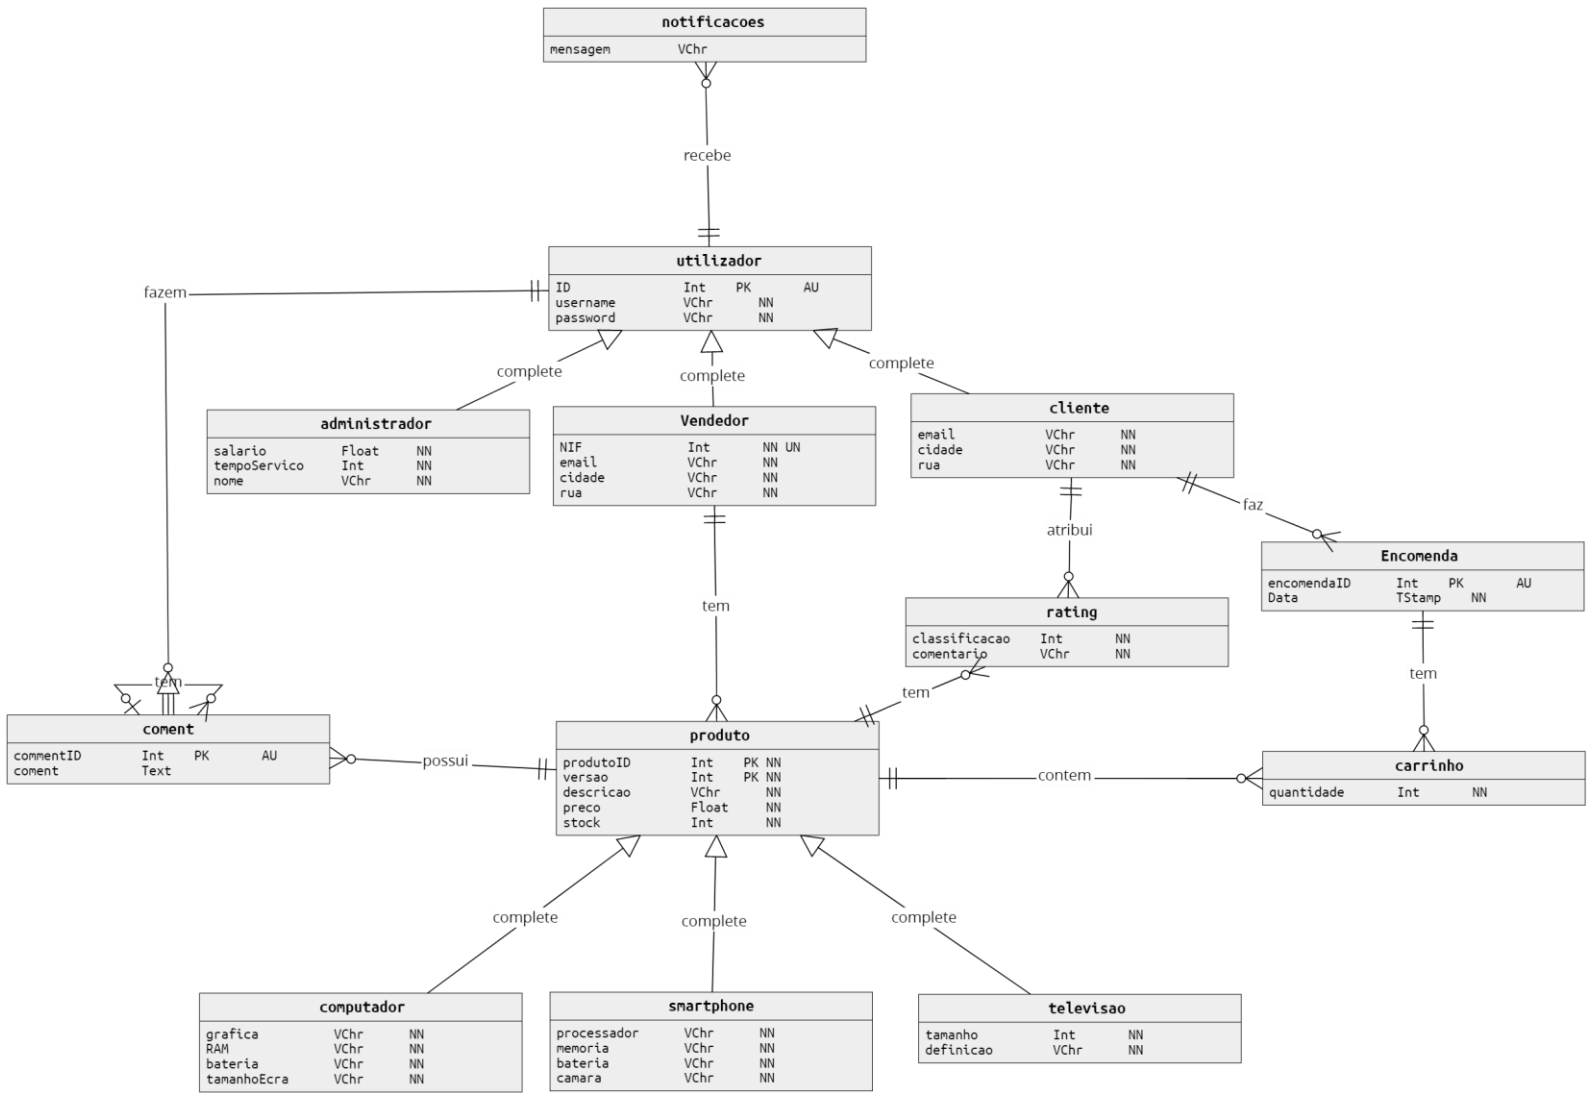 notificacoes
mensagem VChr
recebe
utilizador
ID Int PK AU
username VChr NN
password VChr NN
fazem
complete
complete
complete
administrador
salario Float NN
tempoServico Int NN
nome VChr NN
Vendedor
NIF Int NN UN
email VChr NN
cidade VChr NN
rua VChr NN
cliente
email VChr NN
cidade VChr NN
rua VChr NN
faz
atribui
Encomenda
encomendaID Int PK AU
Data TStamp NN
tem
rating
classificacao Int NN
comentario VChr NN
tem
tem
tem
coment
commentID Int PK AU
coment Text
possui
produto
produtoID Int PK NN
versao Int PK NN
descricao VChr NN
preco Float NN
stock Int NN
contem
carrinho
quantidade Int NN
complete
complete
complete
computador
grafica VChr NN
RAM VChr NN
bateria VChr NN
tamanhoEcra VChr NN
smartphone
processador VChr NN
memoria VChr NN
bateria VChr NN
camara VChr NN
televisao
tamanho Int NN
definicao VChr NN